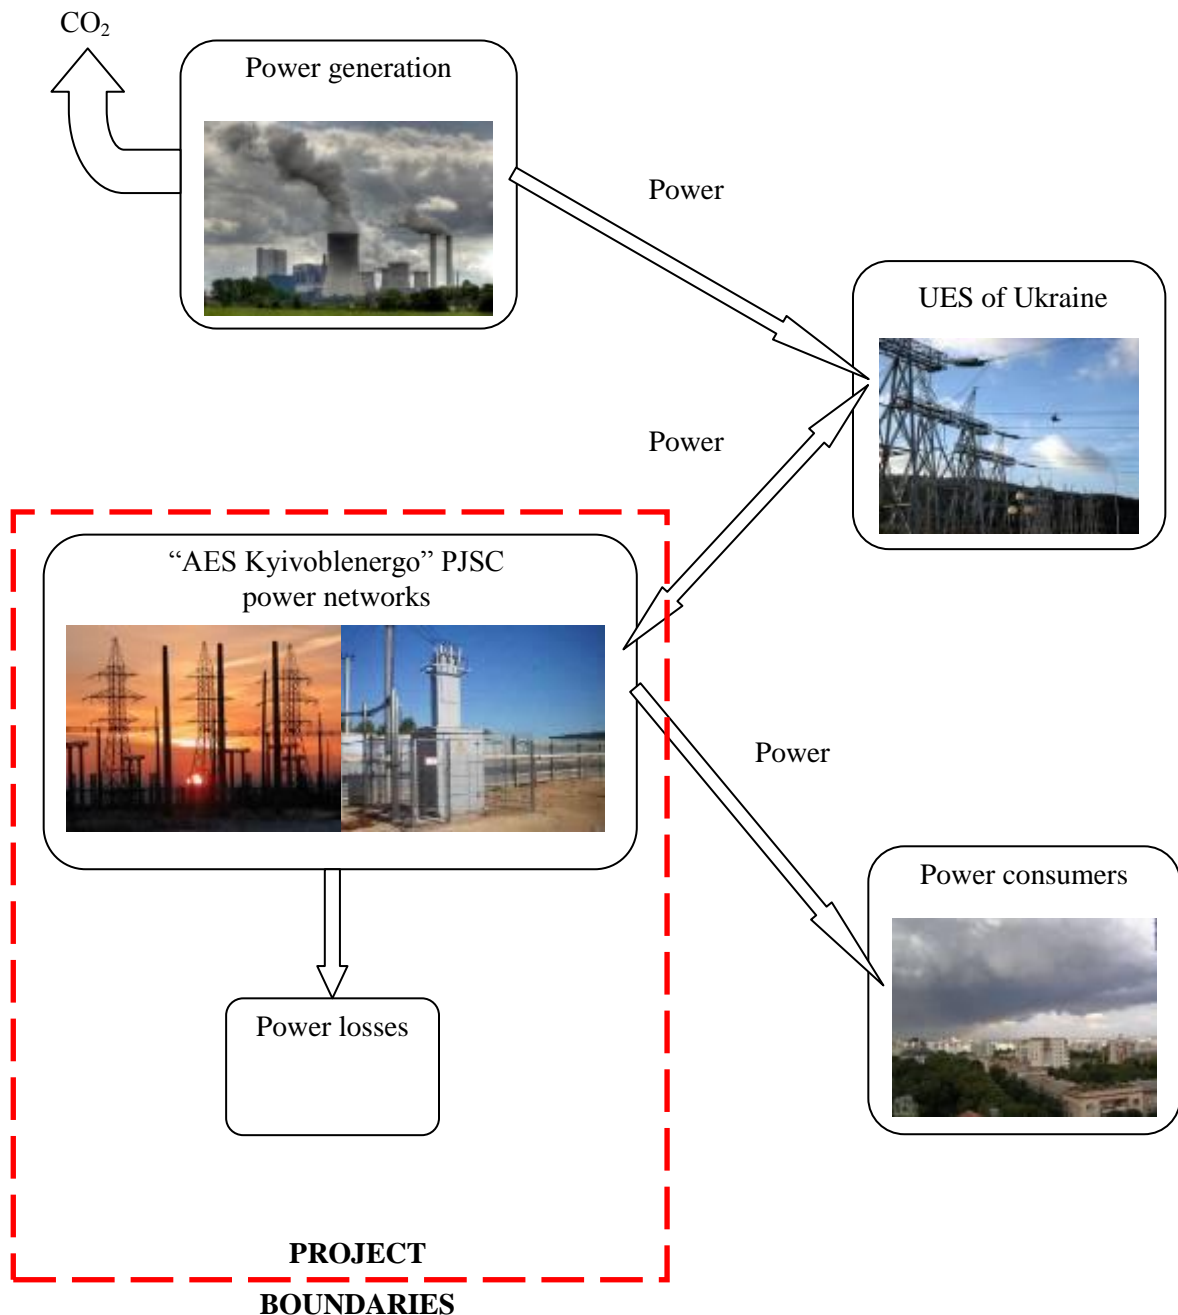 CO₂
Power generation
Power
UES of Ukraine
Power
“AES Kyivoblenergo” PJSC
power networks
Power
Power consumers
Power losses
PROJECT
BOUNDARIES